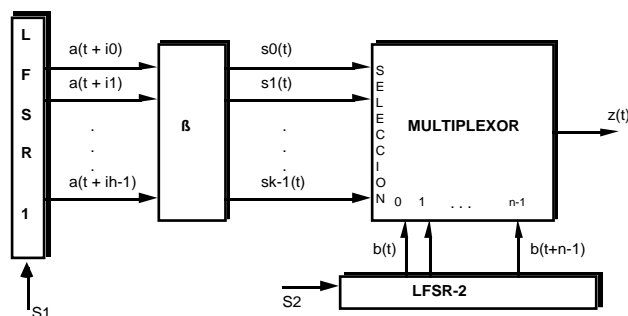 L F S R 1
a(t + i0)
a(t + i1)
.
.
.
a(t + ih-1)
S1
ß
s0(t)
s1(t)
.
.
.
sk-1(t)
SELECCION
MULTIPLEXOR
0 1 . . . n-1
z(t)
b(t) b(t+n-1)
S2
LFSR-2